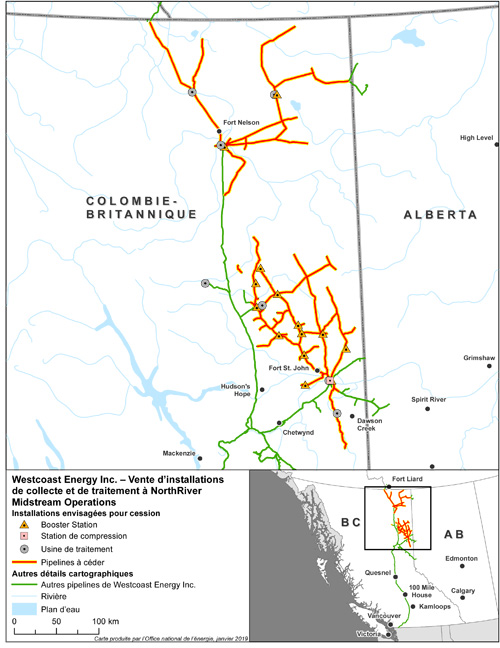 Fort Nelson
High Level
COLOMBIE-
BRITANNIQUE
ALBERTA
Grimshaw
Fort St. John
Hudson's
Hope
Spirit River
Dawson
Creek
Chetwynd
Mackenzie
Westcoast Energy Inc. – Vente d'installations
de collecte et de traitement à NorthRiver
Midstream Operations
Installations envisagées pour cession
Booster Station
Station de compression
Usine de traitement
Pipelines à céder
Autres détails cartographiques
Autres pipelines de Westcoast Energy Inc.
Rivière
Plan d'eau
0 50 100 km
Carte produite par l'Office national de l'énergie, janvier 2019
Fort Liard
BC
AB
Edmonton
Quesnel
100 Mile
House
Calgary
Kamloops
Vancouver
Victoria